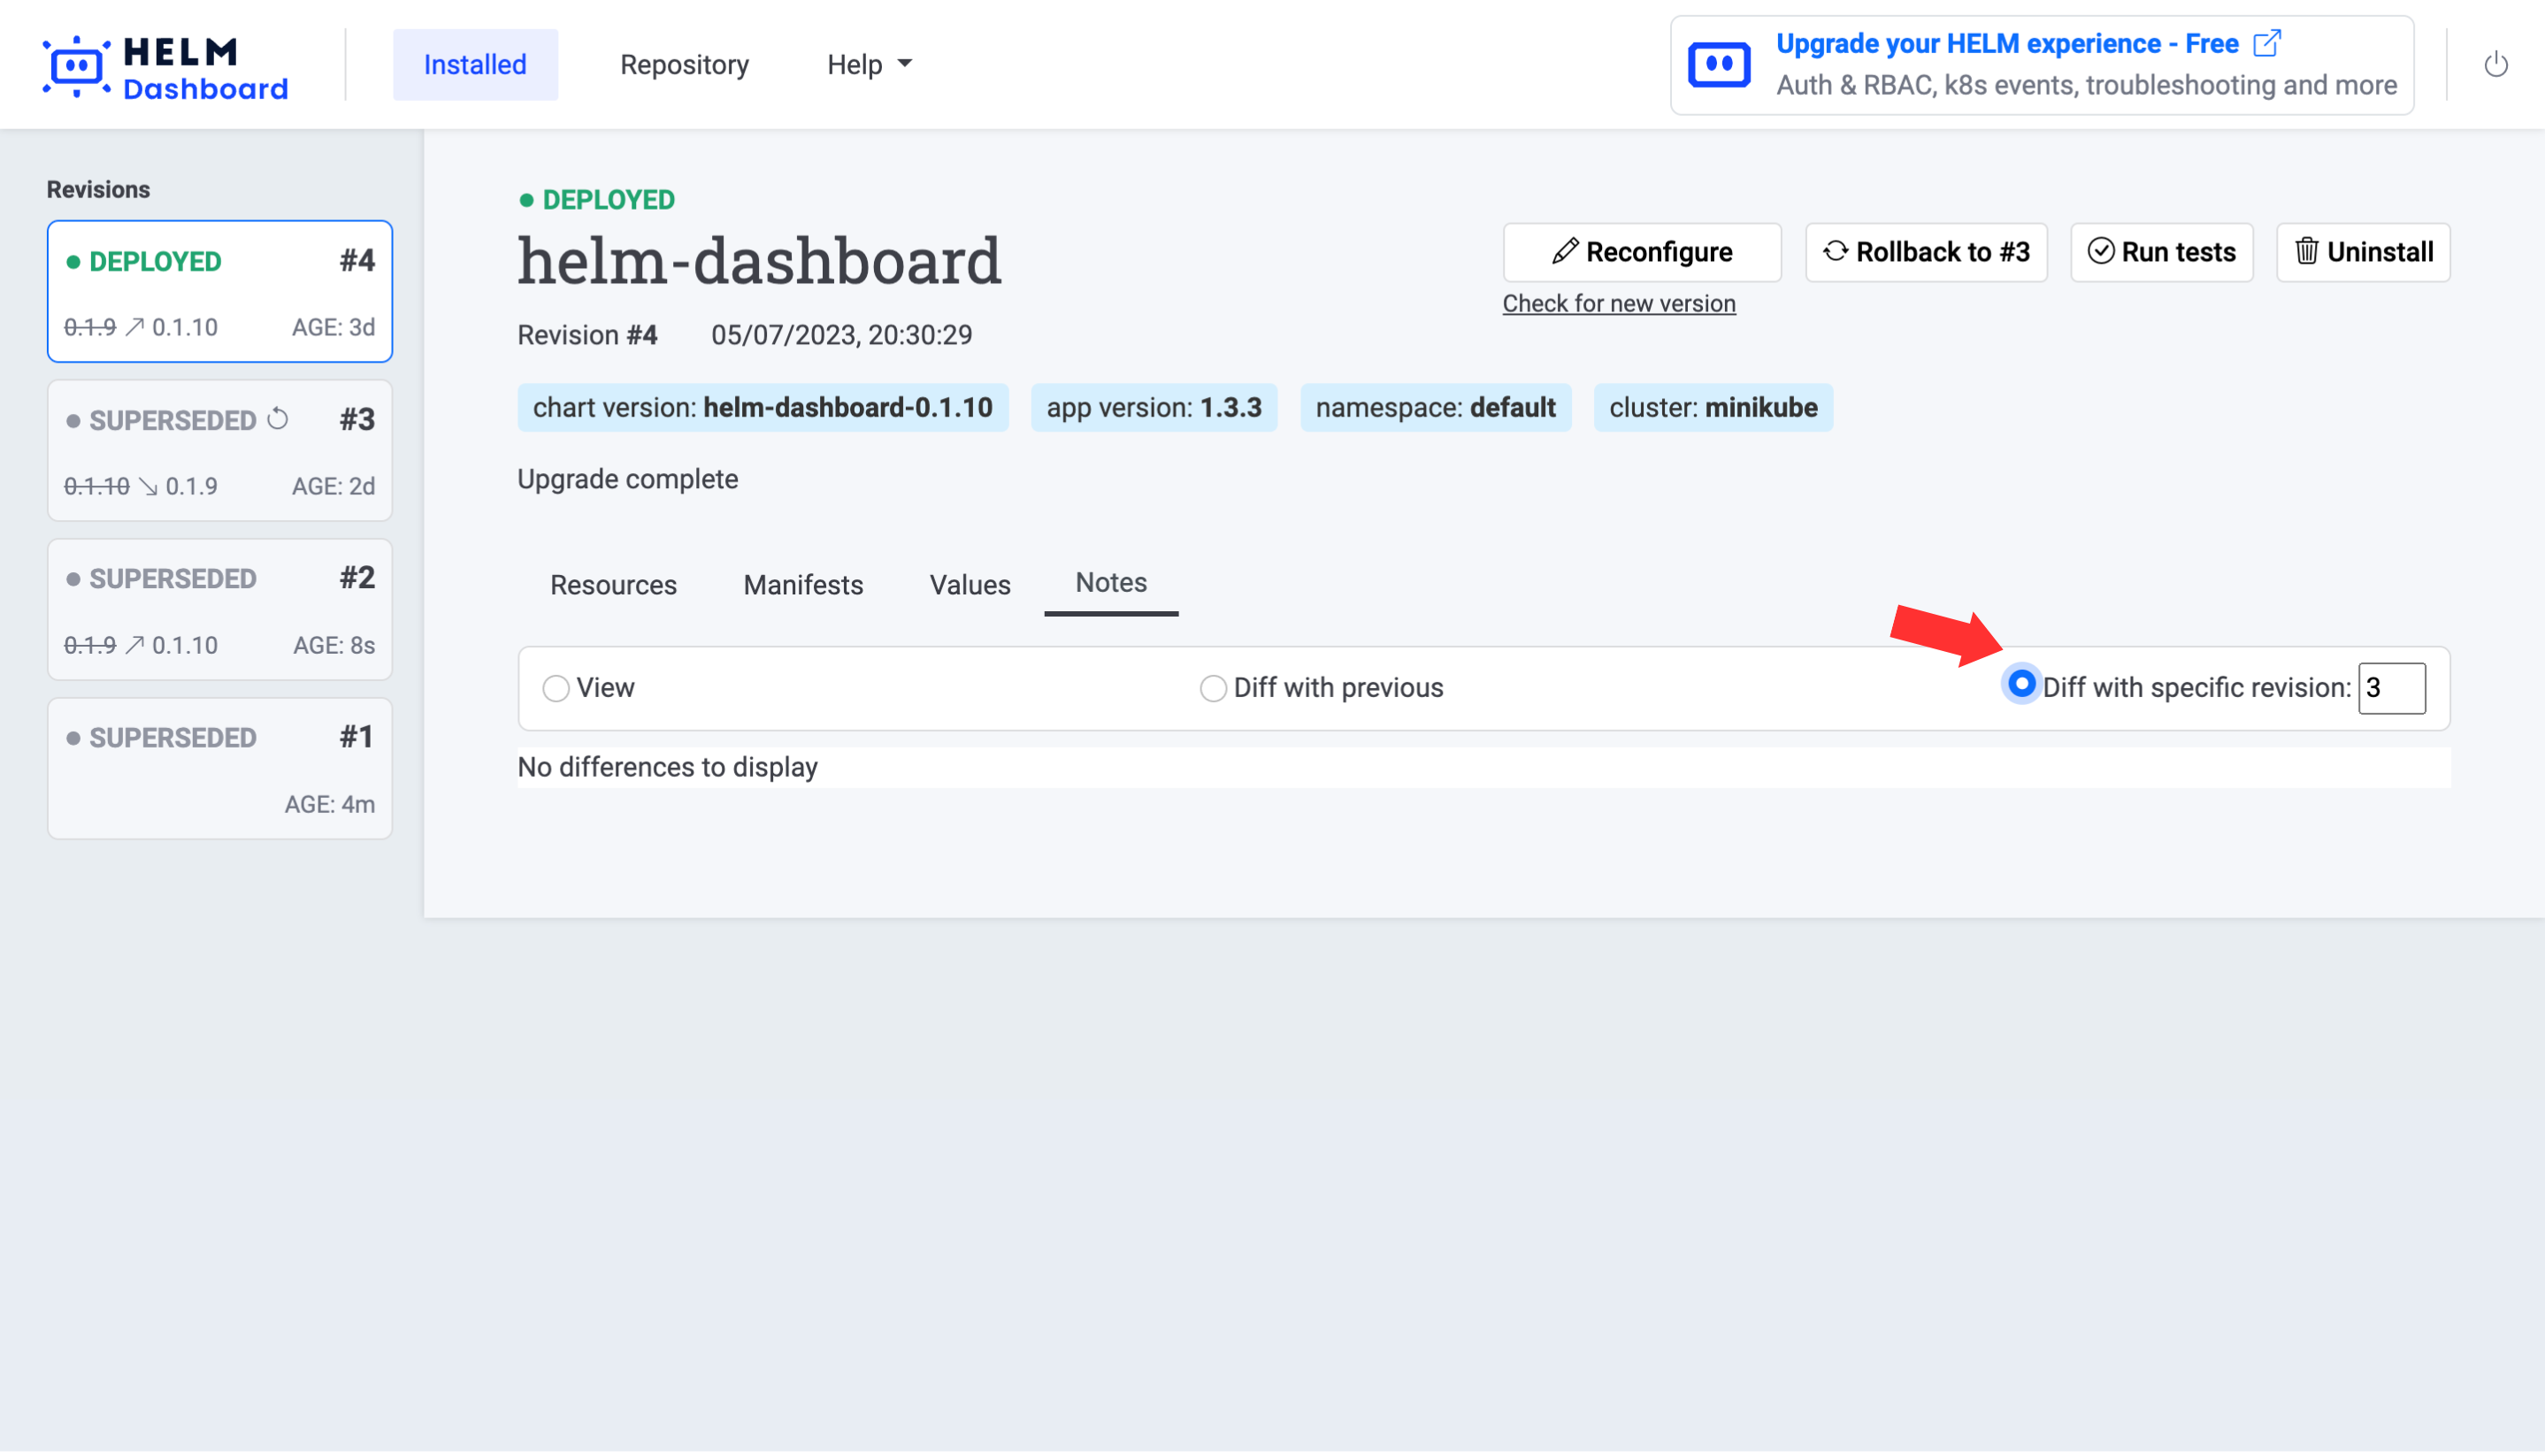 HELM
Dashboard
Installed
Repository
Help
Upgrade your HELM experience - Free
Auth & RBAC, k8s events, troubleshooting and more
Revisions
DEPLOYED #4
0.1.9 0.1.10 AGE: 3d
SUPERSEDED #3
0.1.10 0.1.9 AGE: 2d
SUPERSEDED #2
0.1.9 0.1.10 AGE: 8s
SUPERSEDED #1
AGE: 4m
DEPLOYED
helm-dashboard
Reconfigure
Rollback to #3
Run tests
Uninstall
Check for new version
Revision #4 05/07/2023, 20:30:29
chart version: helm-dashboard-0.1.10
app version: 1.3.3
namespace: default
cluster: minikube
Upgrade complete
Resources
Manifests
Values
Notes
View
Diff with previous
Diff with specific revision: 3
No differences to display